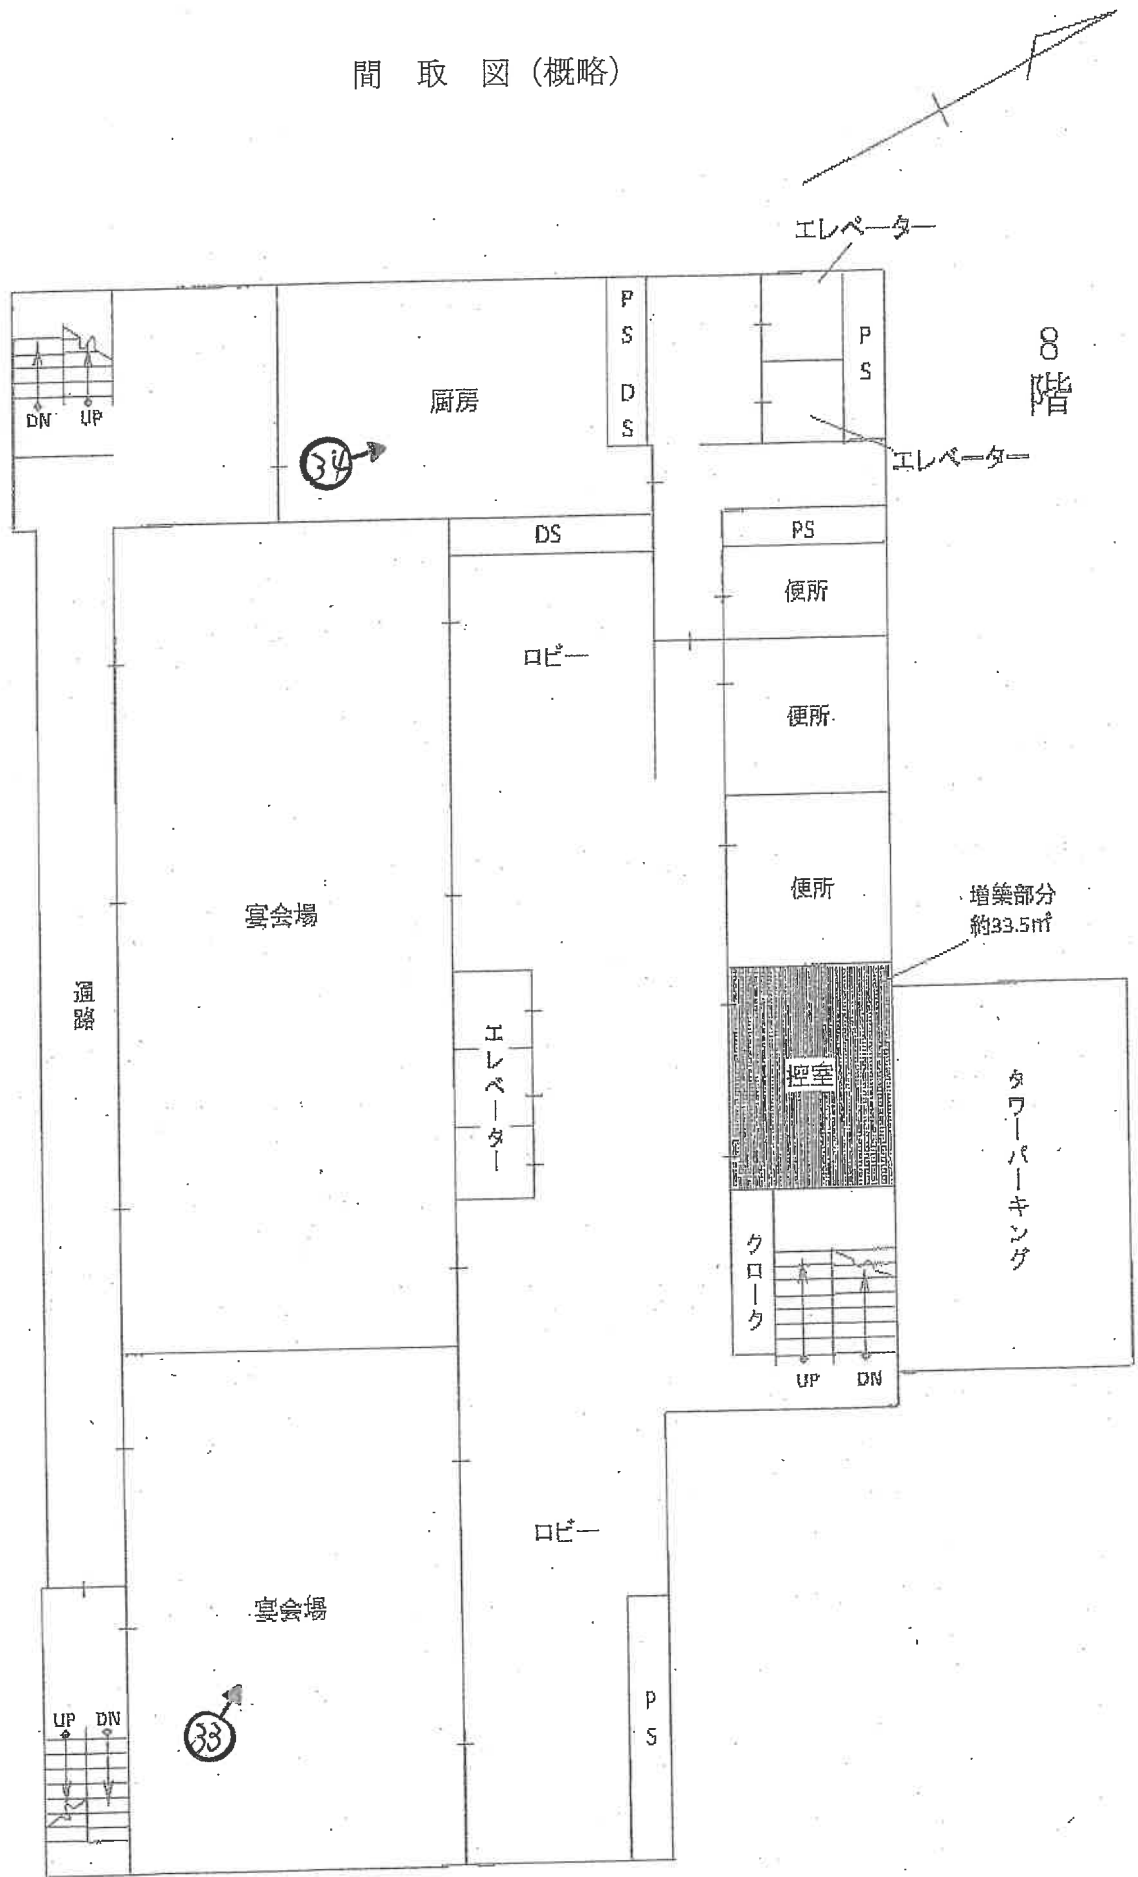 間取図(概略)
エレベーター
8階
PS DS
PS
DN UP
厨房
34
エレベーター
DS
PS
便所
ロビー
便所
便所
増築部分
約33.5㎡
宴会場
通路
エレベーター
控室
タワーパーキング
クローク
UP DN
ロビー
宴会場
PS
UP DN
33